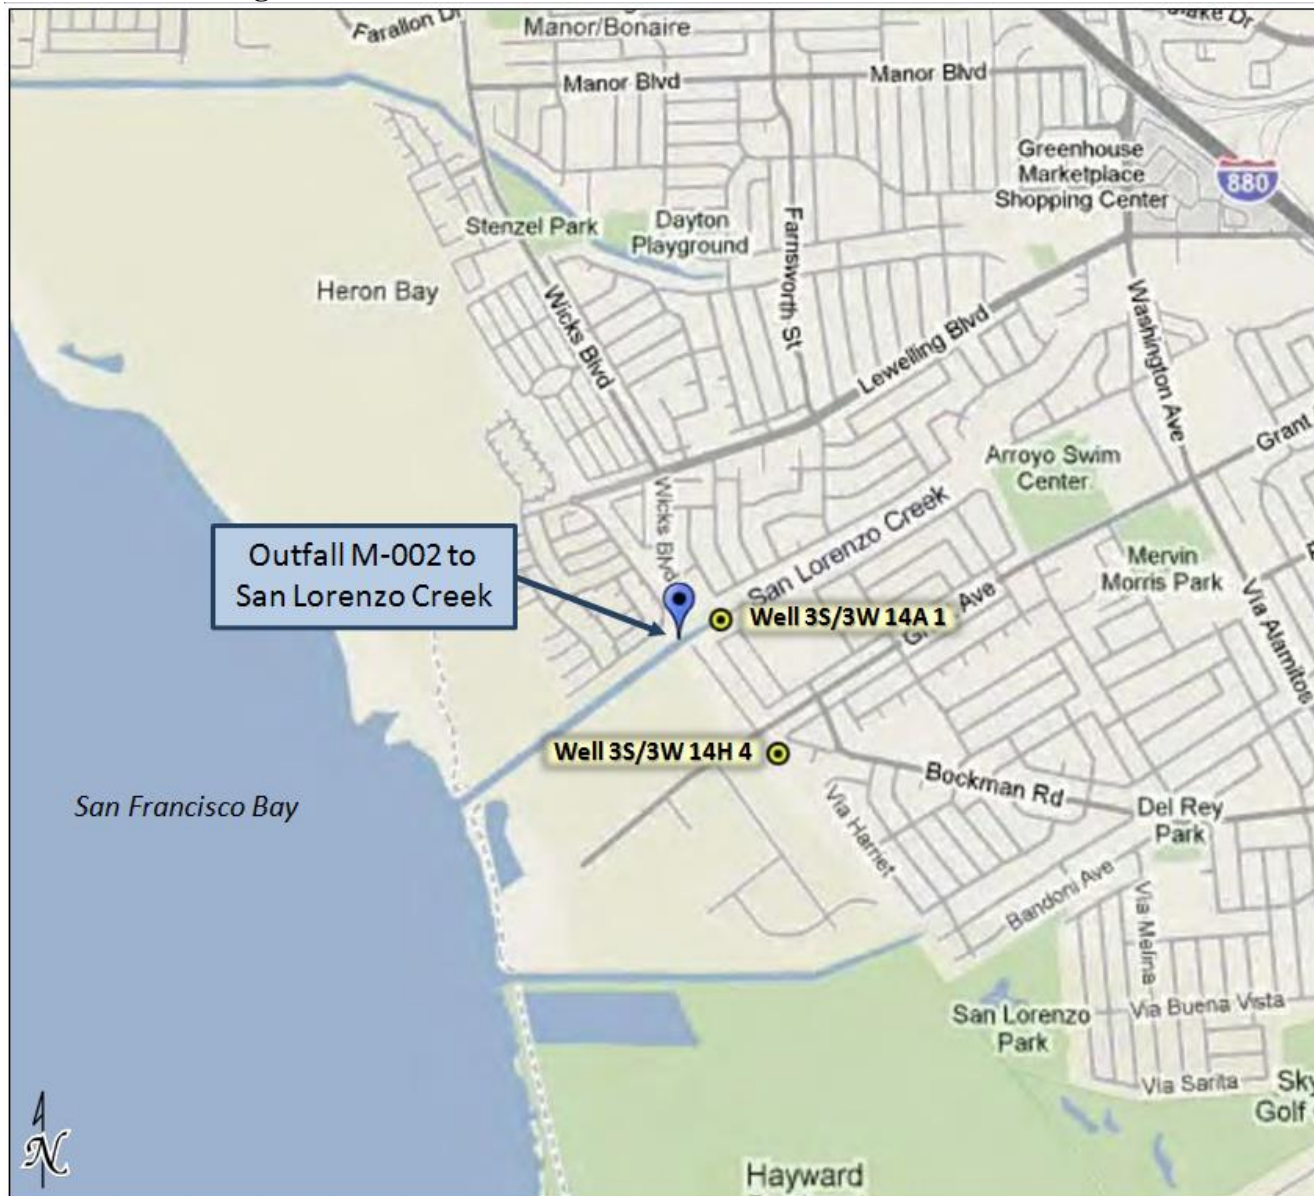 Farallon Dr
Manor/Bonaire
Manor Blvd
Manor Blvd
Greenhouse
Marketplace
Shopping Center
880
Stenzel Park
Dayton
Playground
Farnsworth St
Heron Bay
Wicks Blvd
Lewelling Blvd
Washington Ave
Grant
Arroyo Swim
Center
Wicks Blvd
San Lorenzo Creek
Outfall M-002 to
San Lorenzo Creek
Mervin
Morris Park
Well 3S/3W 14A 1
Ave
Via Alamitos
Well 3S/3W 14H 4
Bockman Rd
San Francisco Bay
Via Harriet
Del Rey
Park
Bandoni Ave
Via Melina
San Lorenzo
Park
Via Buena Vista
Via Sarita
Sky
Golf
N
Hayward